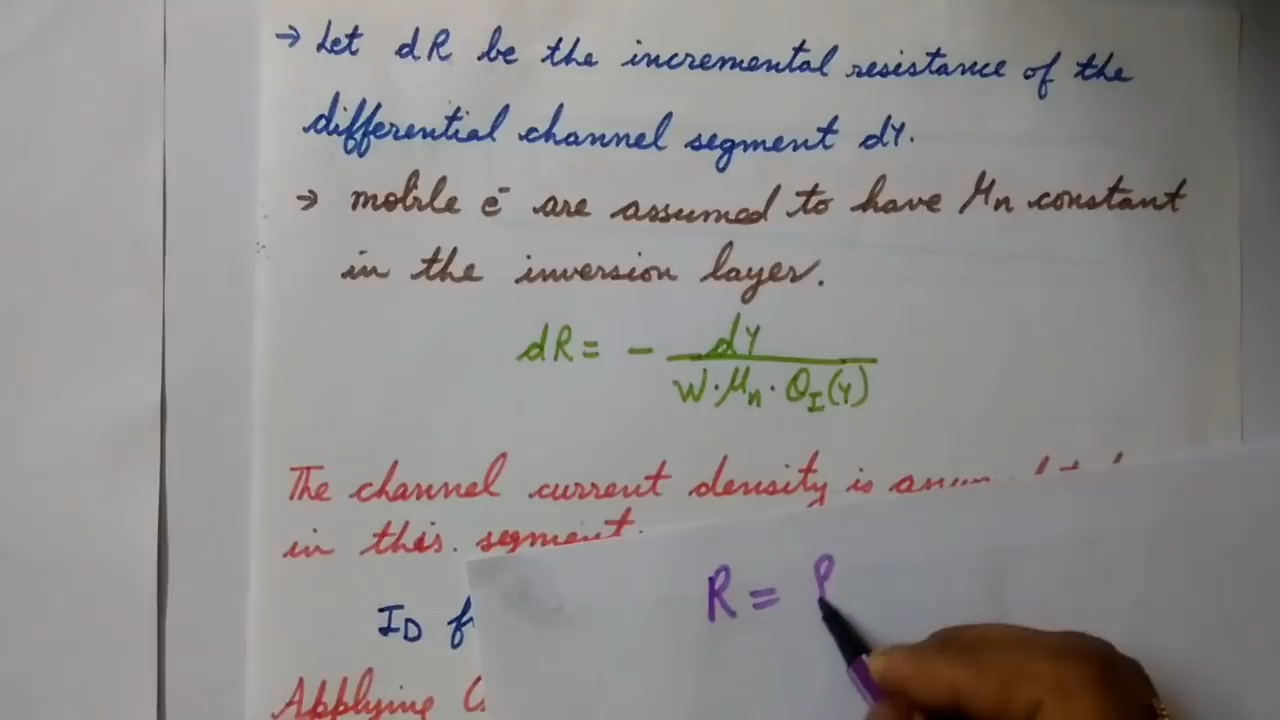 → Let dR be the incremental resistance of the
differential channel segment dY.
→ mobile e⁻ are assumed to have μn constant
in the inversion layer.
dR = - dY / W·μn·QI(Y)
The channel current density is
in this. segment.
R = ρ
ID f
Applying